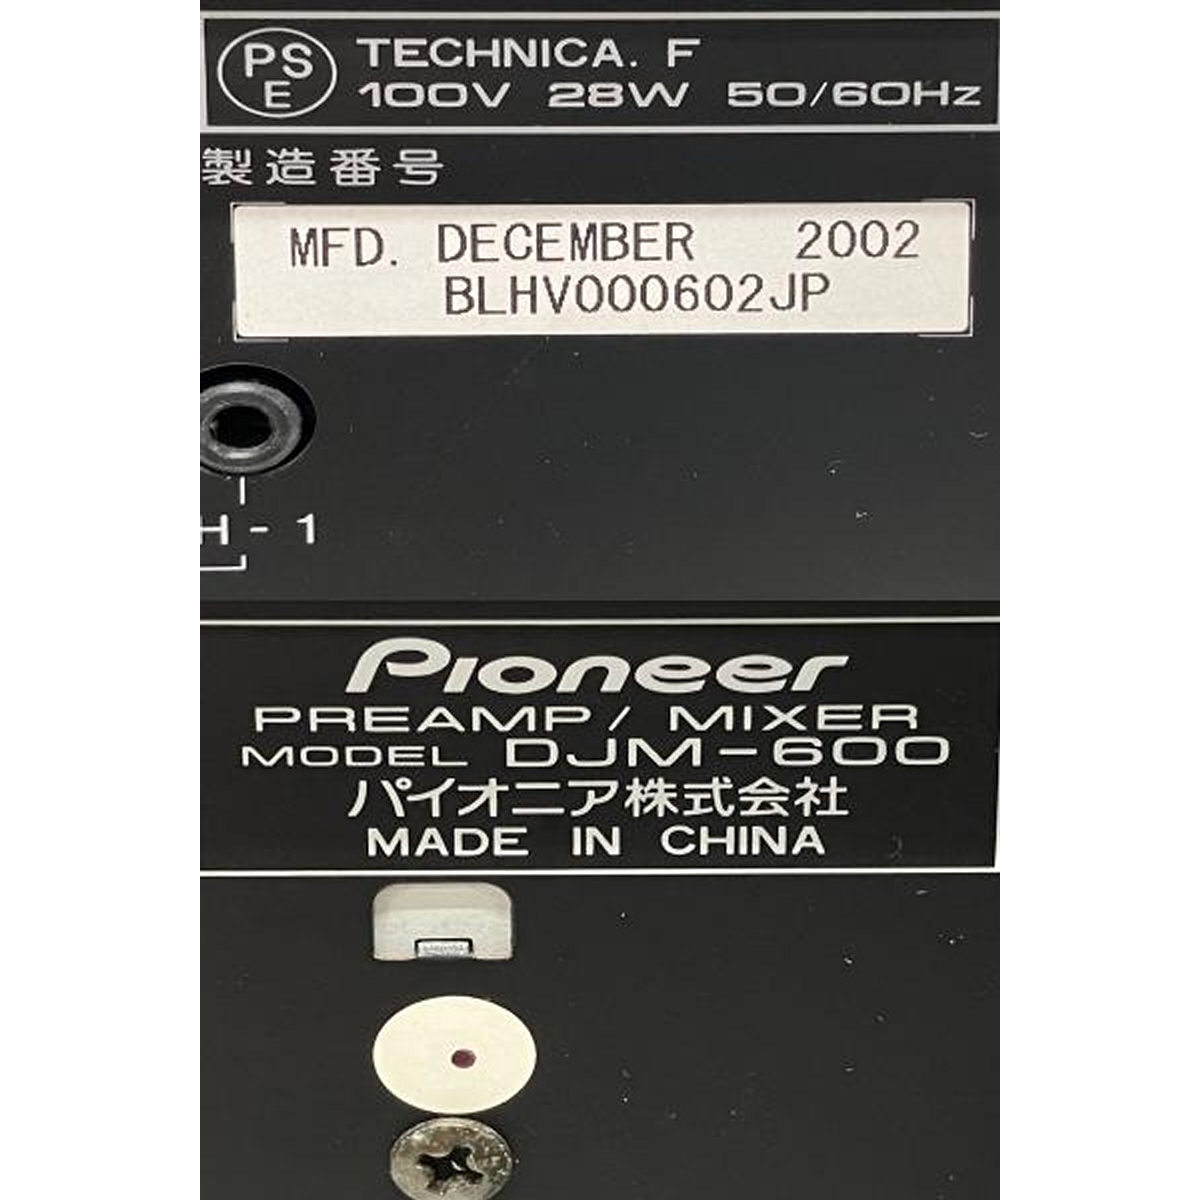 PS
E
TECHNICA. F
100V 28W 50/60Hz
製造番号
MFD. DECEMBER 2002
BLHV000602JP
H-1
Pioneer
PREAMP/ MIXER
MODEL DJM-600
パイオニア株式会社
MADE IN CHINA